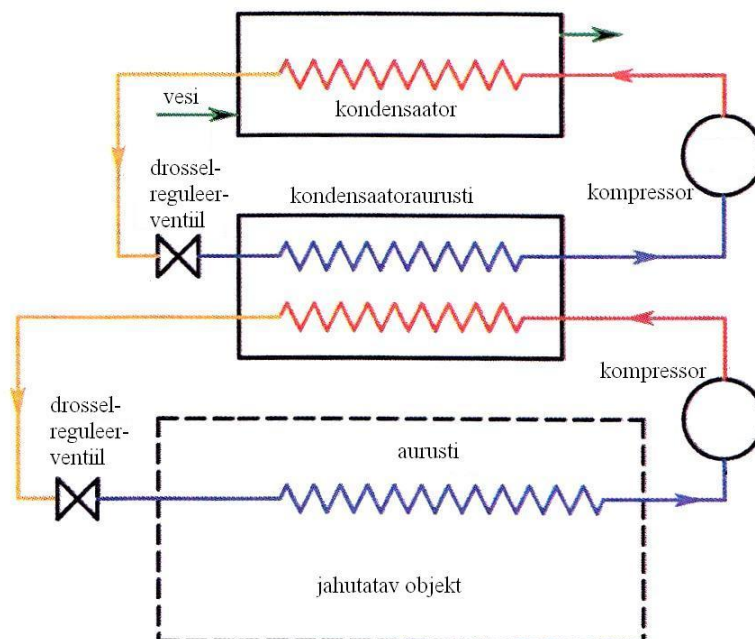 vesi
kondensaator
drossel-
reguleer-
ventiil
kondensaatoraurusti
kompressor
kompressor
drossel-
reguleer-
ventiil
aurusti
jahutatav objekt